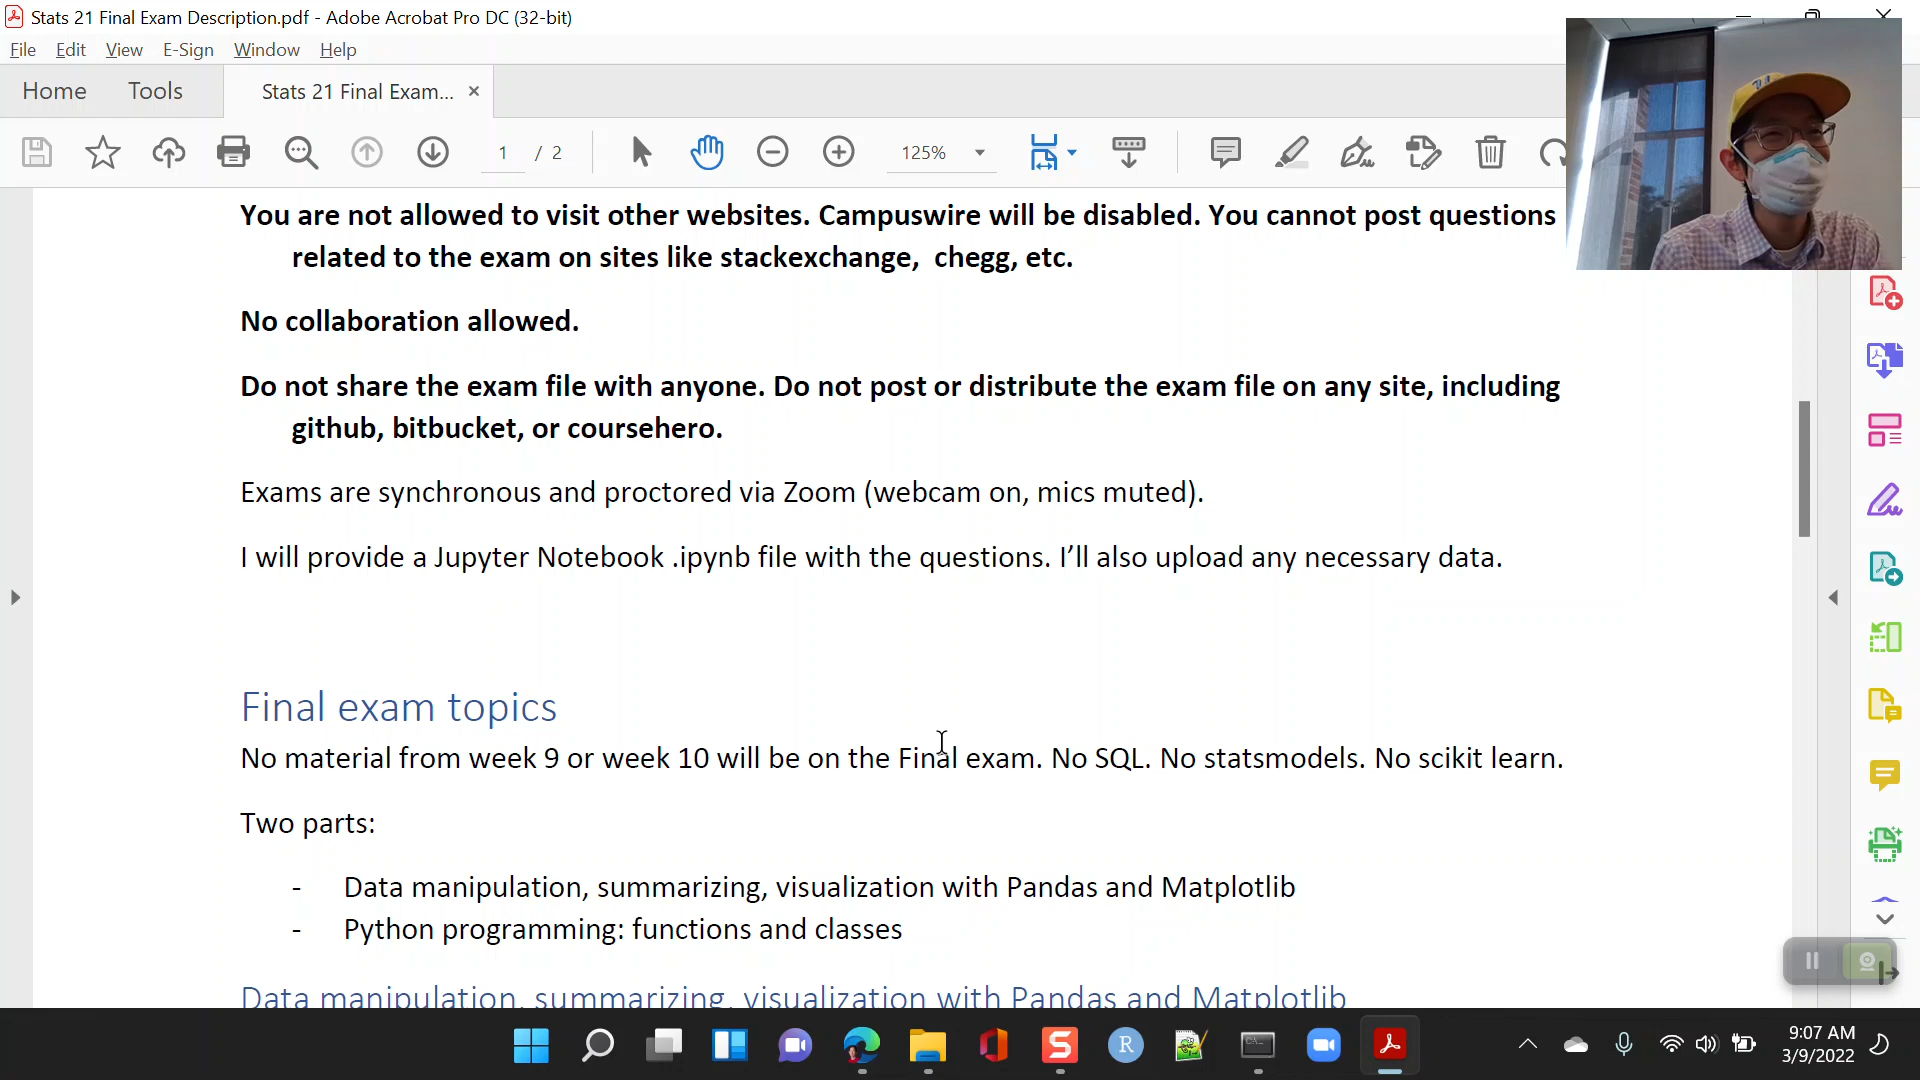 Stats 21 Final Exam Description.pdf - Adobe Acrobat Pro DC (32-bit)
File Edit View E-Sign Window Help
Home Tools Stats 21 Final Exam... ×
1 / 2 125%
You are not allowed to visit other websites. Campuswire will be disabled. You cannot post questions
related to the exam on sites like stackexchange, chegg, etc.
No collaboration allowed.
Do not share the exam file with anyone. Do not post or distribute the exam file on any site, including
github, bitbucket, or coursehero.
Exams are synchronous and proctored via Zoom (webcam on, mics muted).
I will provide a Jupyter Notebook .ipynb file with the questions. I’ll also upload any necessary data.
Final exam topics
No material from week 9 or week 10 will be on the Final exam. No SQL. No statsmodels. No scikit learn.
Two parts:
- Data manipulation, summarizing, visualization with Pandas and Matplotlib
- Python programming: functions and classes
Data manipulation, summarizing, visualization with Pandas and Matplotlib
9:07 AM
3/9/2022